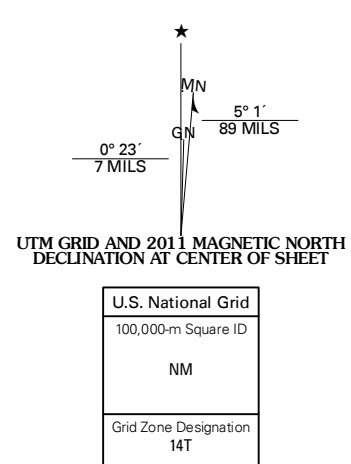 MN
5° 1´
89 MILS
GN
0° 23´
7 MILS
UTM GRID AND 2011 MAGNETIC NORTH
DECLINATION AT CENTER OF SHEET
U.S. National Grid
100,000-m Square ID
NM
Grid Zone Designation
14T